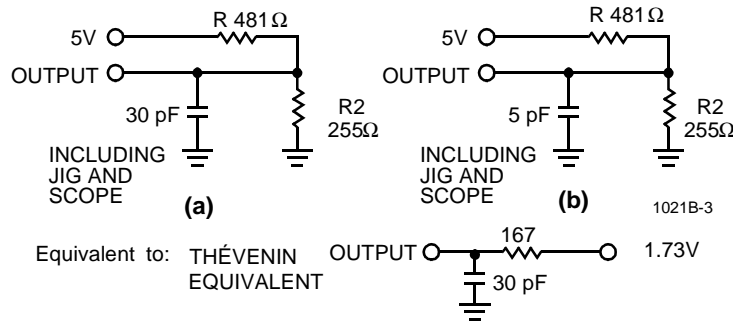 R 481Ω
5V
OUTPUT
30 pF
R2
255Ω
INCLUDING
JIG AND
SCOPE
(a)
R 481Ω
5V
OUTPUT
5 pF
R2
255Ω
INCLUDING
JIG AND
SCOPE
(b)
1021B-3
Equivalent to: THÉVENIN
EQUIVALENT
OUTPUT
167
1.73V
30 pF